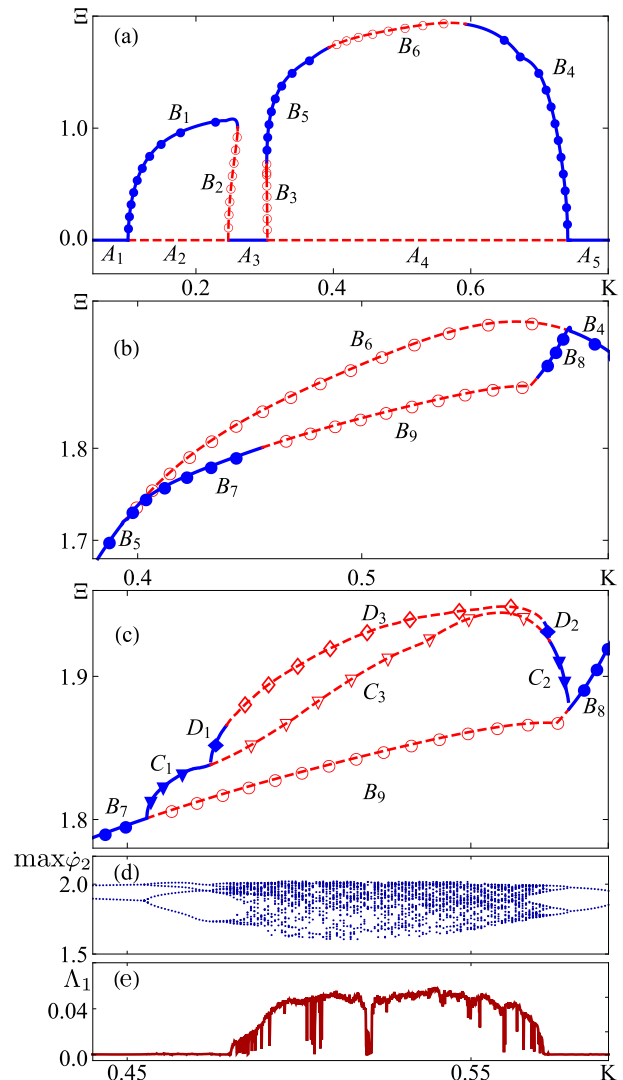 Ξ
(a)
B₆
B₄
B₁
B₅
1.0
B₂
B₃
0.0
A₁ A₂ A₃ A₄ A₅
0.2 0.4 0.6 K
Ξ
(b)
B₆
B₄
B₈
1.8
B₉
B₇
1.7
B₅
0.4 0.5 K
Ξ
(c)
D₃
D₂
1.9
C₃
C₂
D₁
B₈
C₁
B₇
B₉
1.8
maxφ̇₂
2.0
(d)
1.5
Λ₁
(e)
0.04
0.0
0.45 0.55 K